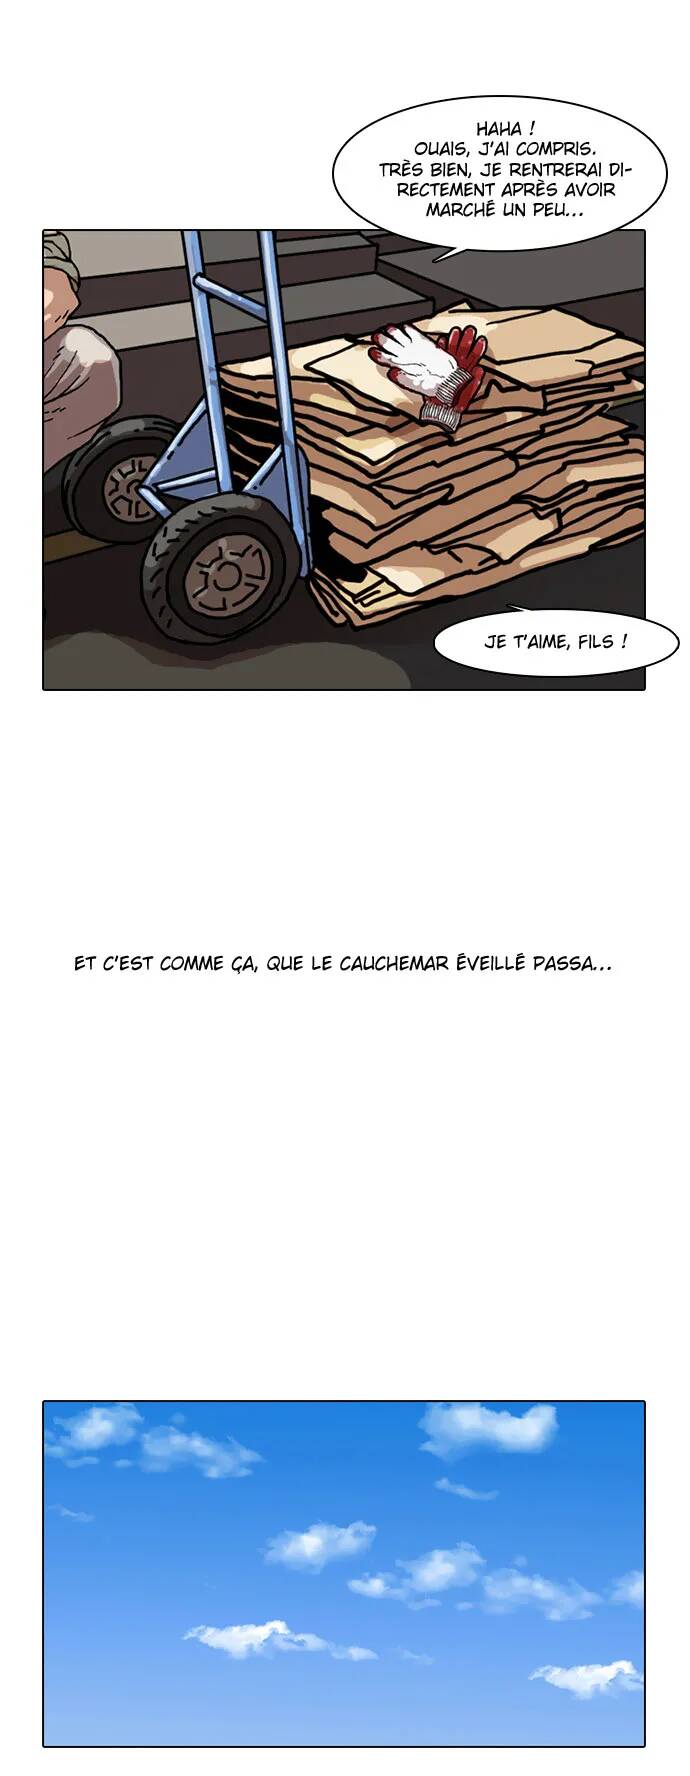 HAHA !
OUAIS, J'AI COMPRIS.
TRÈS BIEN, JE RENTRERAI DI-
RECTEMENT APRÈS AVOIR
MARCHÉ UN PEU...
JE T'AIME, FILS !
ET C'EST COMME ÇA, QUE LE CAUCHEMAR ÉVEILLÉ PASSA...